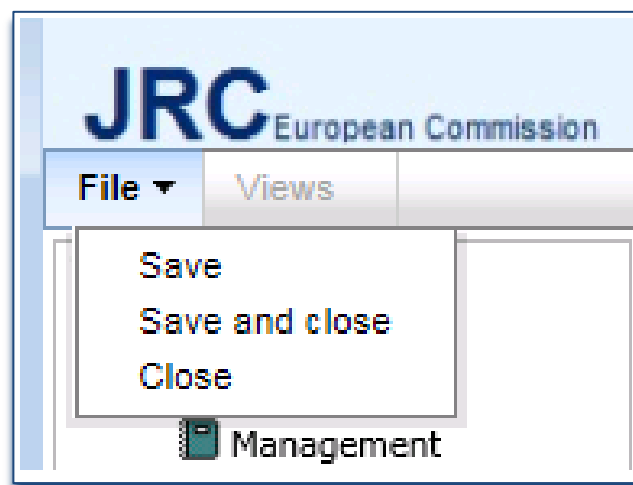 JRC European Commission
File Views
Save
Save and close
Close
Management